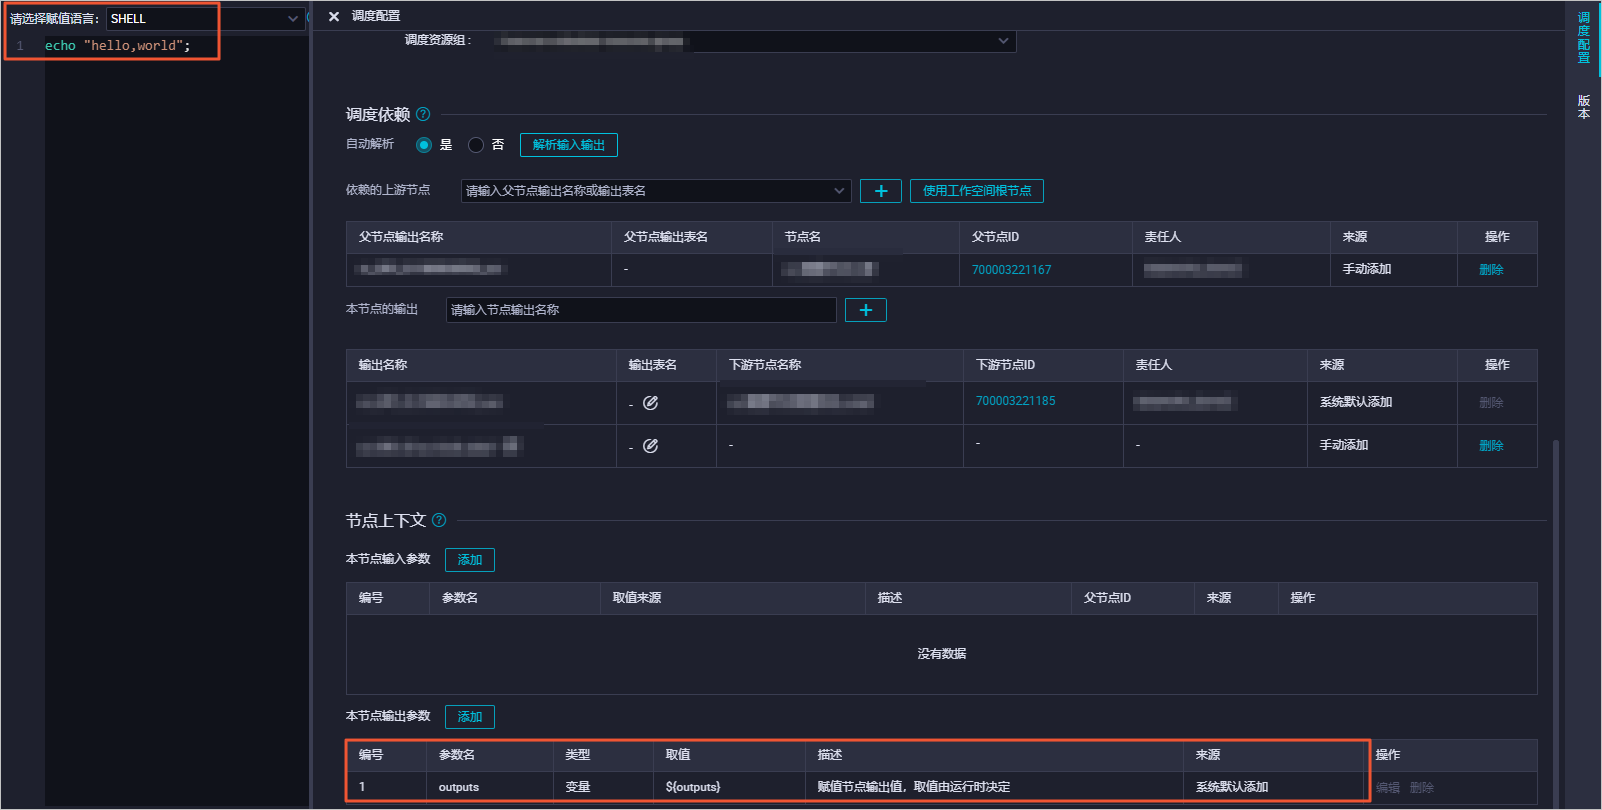 请选择赋值语言： SHELL
1 echo "hello,world";
调度配置
调度资源组：
调度依赖
自动解析 是 否 解析输入输出
依赖的上游节点 请输入父节点输出名称或输出表名 + 使用工作空间根节点
父节点输出名称 父节点输出表名 节点名 父节点ID 责任人 来源 操作
- 700003221167 手动添加 删除
本节点的输出 请输入节点输出名称 +
输出名称 输出表名 下游节点名称 下游节点ID 责任人 来源 操作
- 700003221185 系统默认添加 删除
- - - - 手动添加 删除
节点上下文
本节点输入参数 添加
编号 参数名 取值来源 描述 父节点ID 来源 操作
没有数据
本节点输出参数 添加
编号 参数名 类型 取值 描述 来源 操作
1 outputs 变量 ${outputs} 赋值节点输出值，取值由运行时决定 系统默认添加 编辑 删除
调度配置
版本